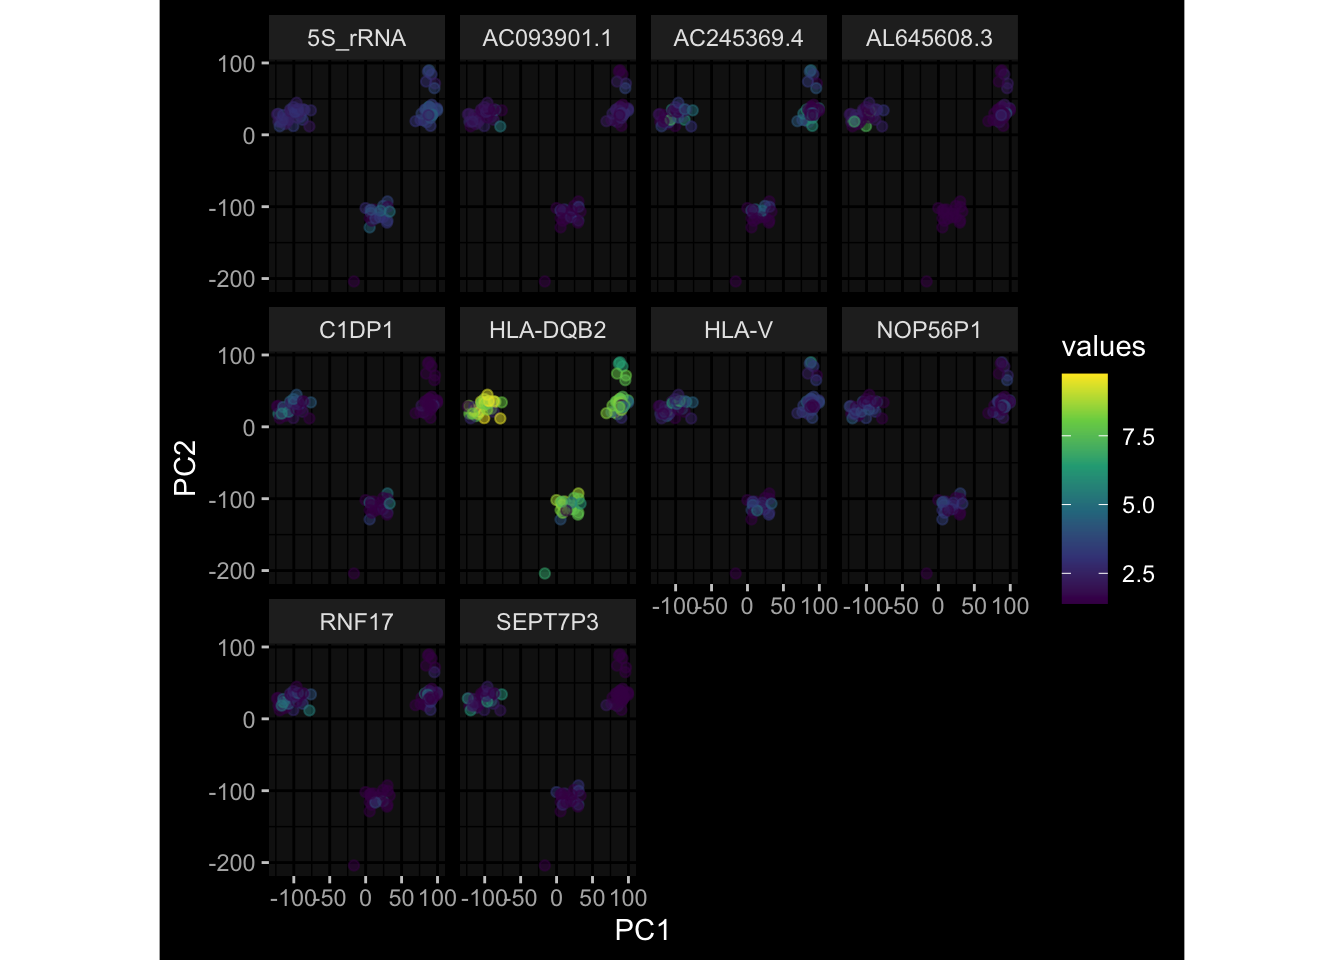 5S_rRNA AC093901.1 AC245369.4 AL645608.3
100
0
-100
-200
C1DP1 HLA-DQB2 HLA-V NOP56P1
100
0
-100
-200
-100 -50 0 50 100 -100 -50 0 50 100
RNF17 SEPT7P3
100
0
-100
-200
-100 -50 0 50 100 -100 -50 0 50 100
PC1
PC2
values
7.5
5.0
2.5